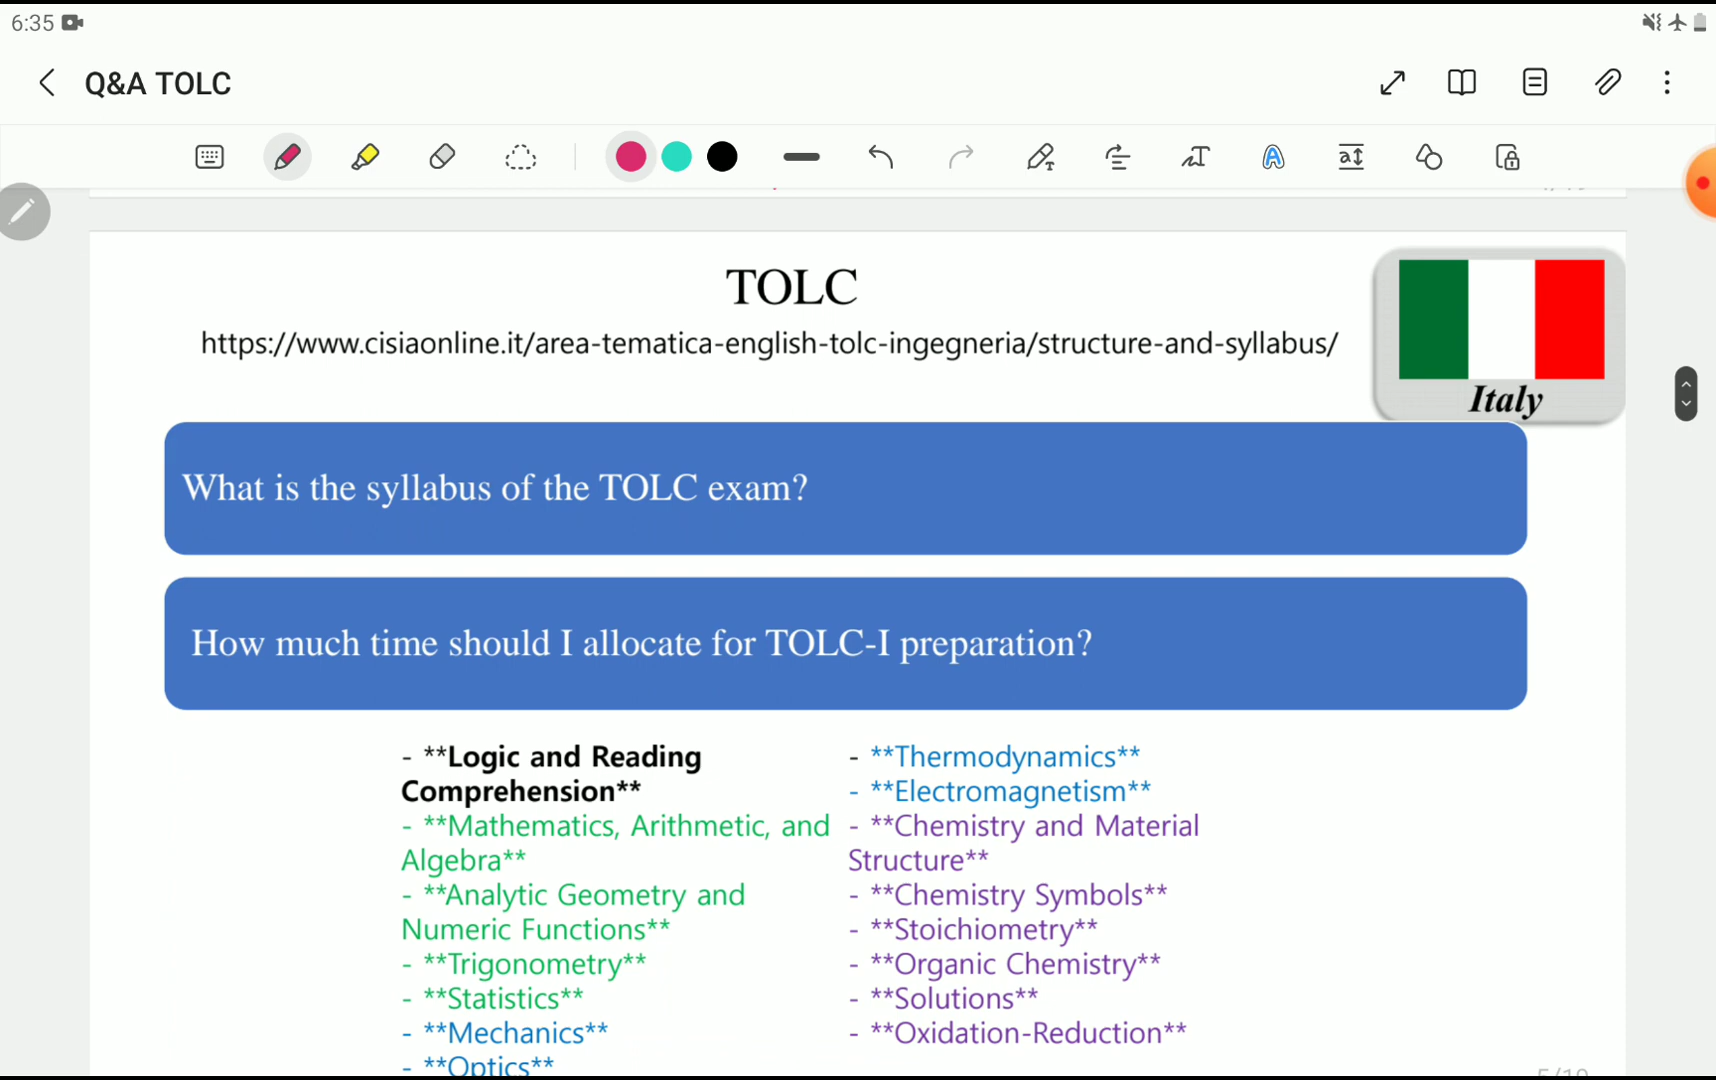 6:35
Q&A TOLC
TOLC
https://www.cisiaonline.it/area-tematica-english-tolc-ingegneria/structure-and-syllabus/
Italy
What is the syllabus of the TOLC exam?
How much time should I allocate for TOLC-I preparation?
- **Logic and Reading
Comprehension**
- **Mathematics, Arithmetic, and
Algebra**
- **Analytic Geometry and
Numeric Functions**
- **Trigonometry**
- **Statistics**
- **Mechanics**
- **Optics**
- **Thermodynamics**
- **Electromagnetism**
- **Chemistry and Material
Structure**
- **Chemistry Symbols**
- **Stoichiometry**
- **Organic Chemistry**
- **Solutions**
- **Oxidation-Reduction**